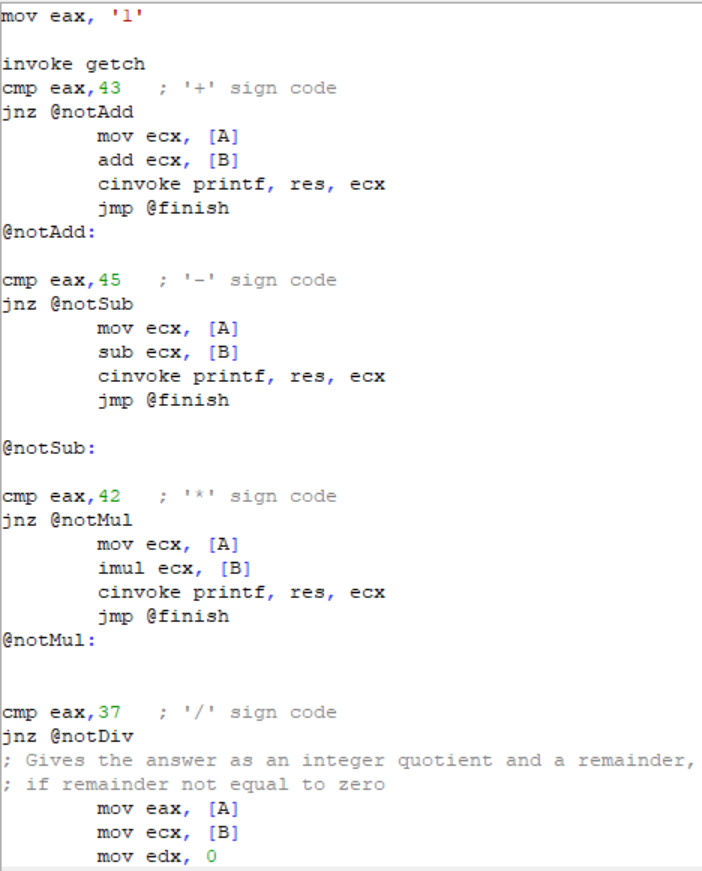 mov eax, '1'
invoke getch
cmp eax,43   ; '+' sign code
jnz @notAdd
        mov ecx, [A]
        add ecx, [B]
        cinvoke printf, res, ecx
        jmp @finish
@notAdd:
cmp eax,45   ; '-' sign code
jnz @notSub
        mov ecx, [A]
        sub ecx, [B]
        cinvoke printf, res, ecx
        jmp @finish
@notSub:
cmp eax,42   ; '*' sign code
jnz @notMul
        mov ecx, [A]
        imul ecx, [B]
        cinvoke printf, res, ecx
        jmp @finish
@notMul:
cmp eax,37   ; '/' sign code
jnz @notDiv
; Gives the answer as an integer quotient and a remainder,
; if remainder not equal to zero
        mov eax, [A]
        mov ecx, [B]
        mov edx, 0